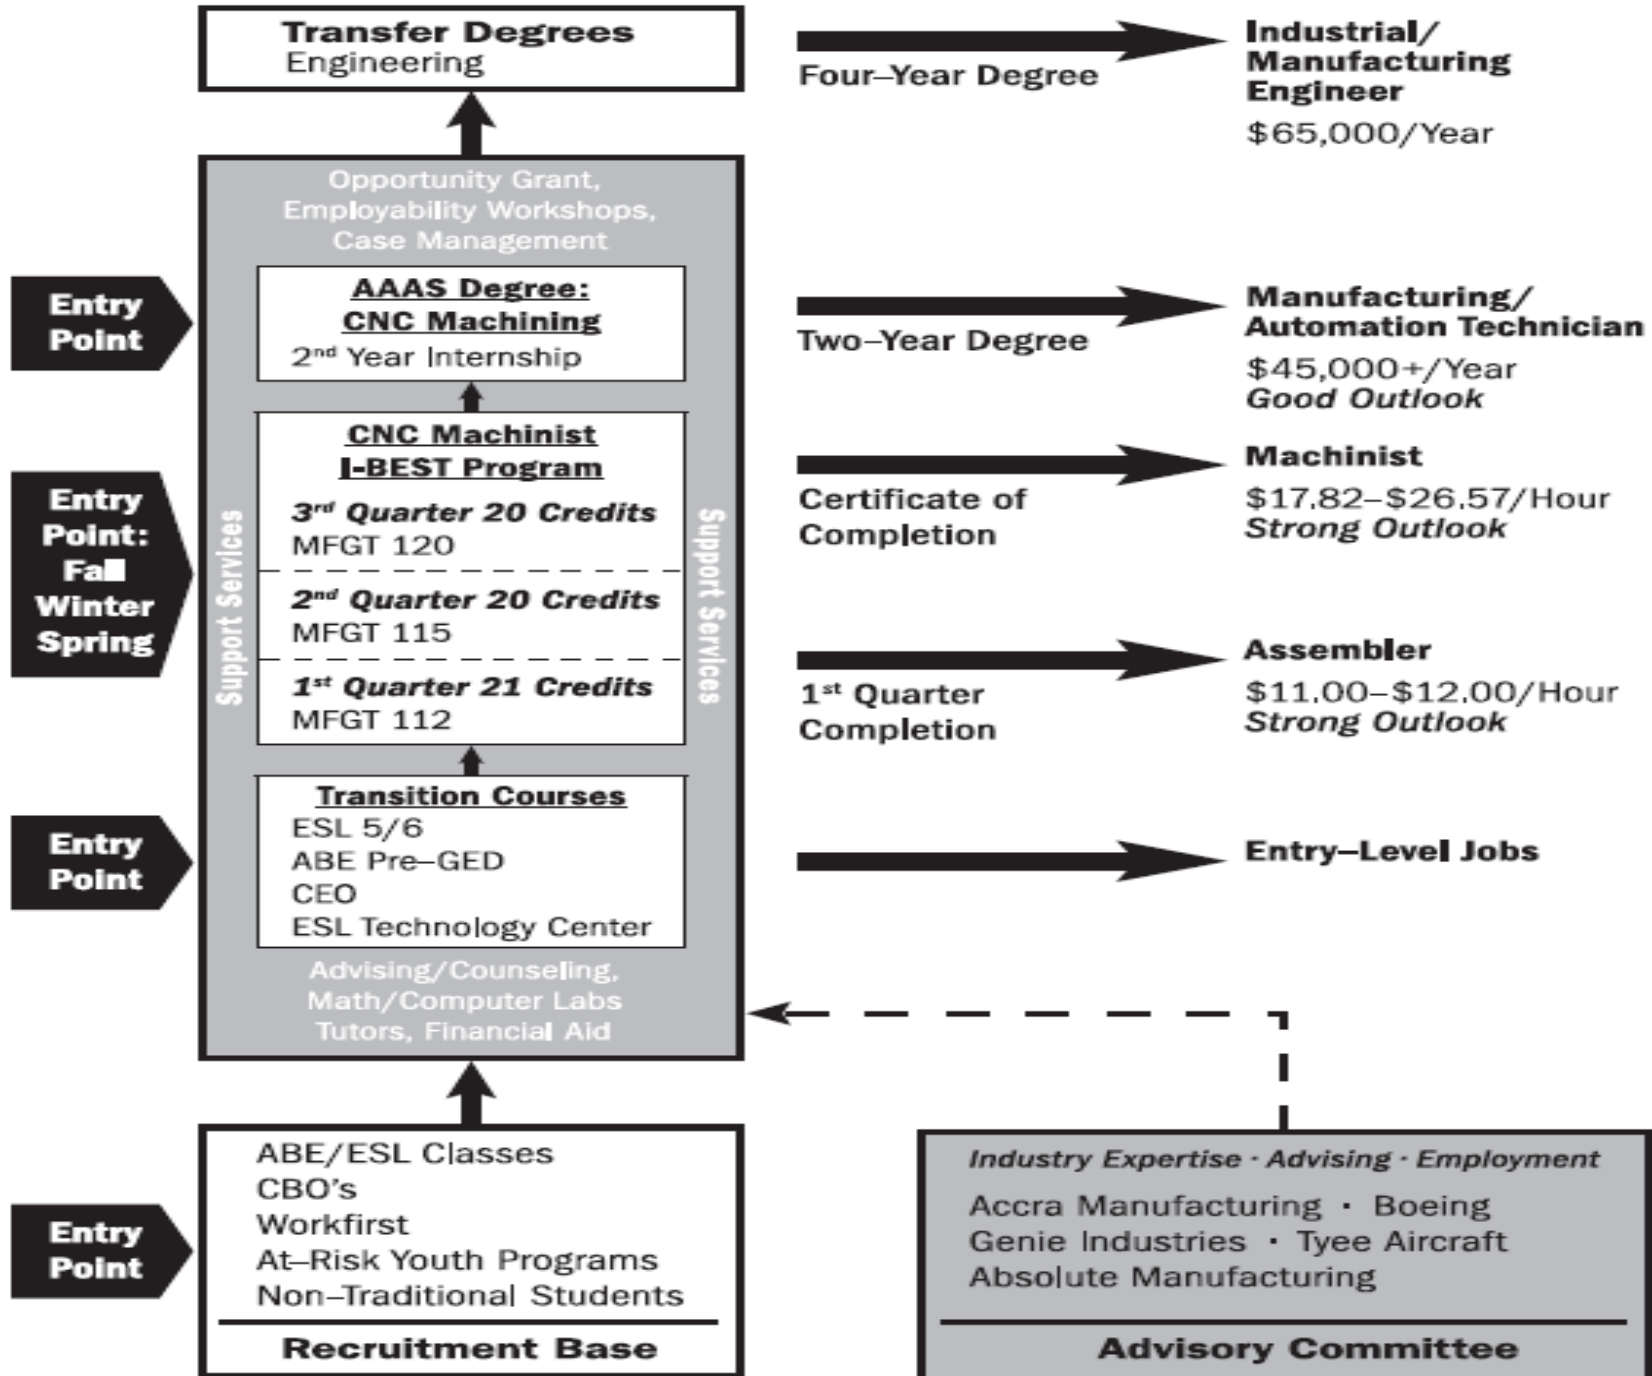 Transfer Degrees
Engineering
Four–Year Degree
Industrial/
Manufacturing
Engineer
$65,000/Year
Opportunity Grant,
Employability Workshops,
Case Management
Entry
Point
AAAS Degree:
CNC Machining
2nd Year Internship
Two–Year Degree
Manufacturing/
Automation Technician
$45,000+/Year
Good Outlook
Entry
Point:
Fall
Winter
Spring
Support Services
CNC Machinist
I-BEST Program
3rd Quarter 20 Credits
MFGT 120
2nd Quarter 20 Credits
MFGT 115
1st Quarter 21 Credits
MFGT 112
Support Services
Certificate of
Completion
Machinist
$17.82–$26.57/Hour
Strong Outlook
1st Quarter
Completion
Assembler
$11.00–$12.00/Hour
Strong Outlook
Entry
Point
Transition Courses
ESL 5/6
ABE Pre–GED
CEO
ESL Technology Center
Entry–Level Jobs
Advising/Counseling,
Math/Computer Labs
Tutors, Financial Aid
Entry
Point
ABE/ESL Classes
CBO's
Workfirst
At–Risk Youth Programs
Non–Traditional Students
Recruitment Base
Industry Expertise · Advising · Employment
Accra Manufacturing · Boeing
Genie Industries · Tyee Aircraft
Absolute Manufacturing
Advisory Committee